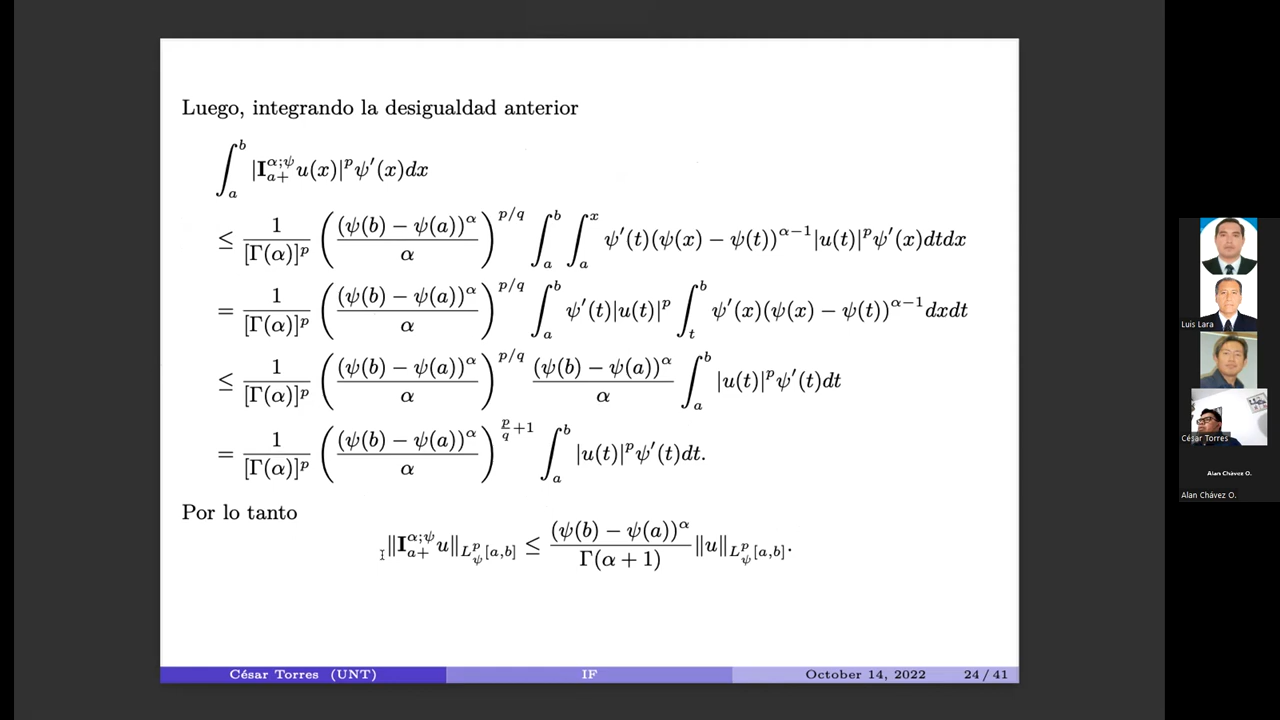 Luego, integrando la desigualdad anterior
∫_a^b |𝐈_{a+}^{α;ψ} u(x)|^p ψ′(x)dx
≤ 1/[Γ(α)]^p ((ψ(b) − ψ(a))^α / α)^{p/q} ∫_a^b ∫_a^x ψ′(t)(ψ(x) − ψ(t))^{α−1}|u(t)|^p ψ′(x)dtdx
= 1/[Γ(α)]^p ((ψ(b) − ψ(a))^α / α)^{p/q} ∫_a^b ψ′(t)|u(t)|^p ∫_t^b ψ′(x)(ψ(x) − ψ(t))^{α−1}dxdt
≤ 1/[Γ(α)]^p ((ψ(b) − ψ(a))^α / α)^{p/q} (ψ(b) − ψ(a))^α / α ∫_a^b |u(t)|^p ψ′(t)dt
= 1/[Γ(α)]^p ((ψ(b) − ψ(a))^α / α)^{p/q+1} ∫_a^b |u(t)|^p ψ′(t)dt.
Por lo tanto
‖𝐈_{a+}^{α;ψ} u‖_{L_ψ^p[a,b]} ≤ (ψ(b) − ψ(a))^α / Γ(α + 1) ‖u‖_{L_ψ^p[a,b]}.
César Torres (UNT) IF October 14, 2022 24 / 41
Luis Lara
César Torres
Alan Chávez O.
Alan Chávez O.